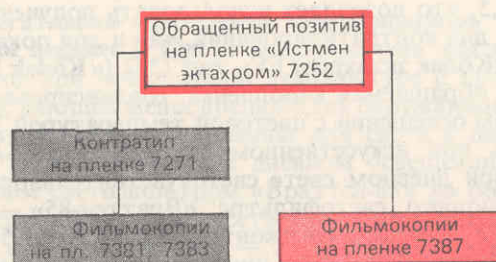 Обращенный позитив
на пленке «Истмен
эктахром» 7252
Контратип
на пленке 7271
Фильмокопии
на пл. 7381, 7383
Фильмокопии
на пленке 7387